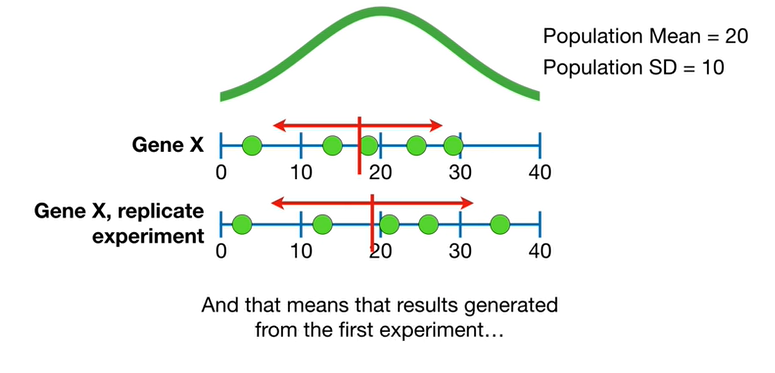 Population Mean = 20
Population SD = 10
Gene X
0 10 20 30 40
Gene X, replicate
experiment
0 10 20 30 40
And that means that results generated
from the first experiment…